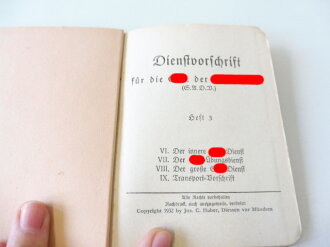 Dienstvorschrift
für die der
(S.A.D.V.)
Heft 3
VI. Der innere Dienst
VII. Der Übungsdienst
VIII. Der große Dienst
IX. Transport-Vorschrift
Alle Rechte vorbehalten
Nachdruck, auch auszugsweise, verboten
Copyright 1932 by Jos. C. Huber, Diessen vor München